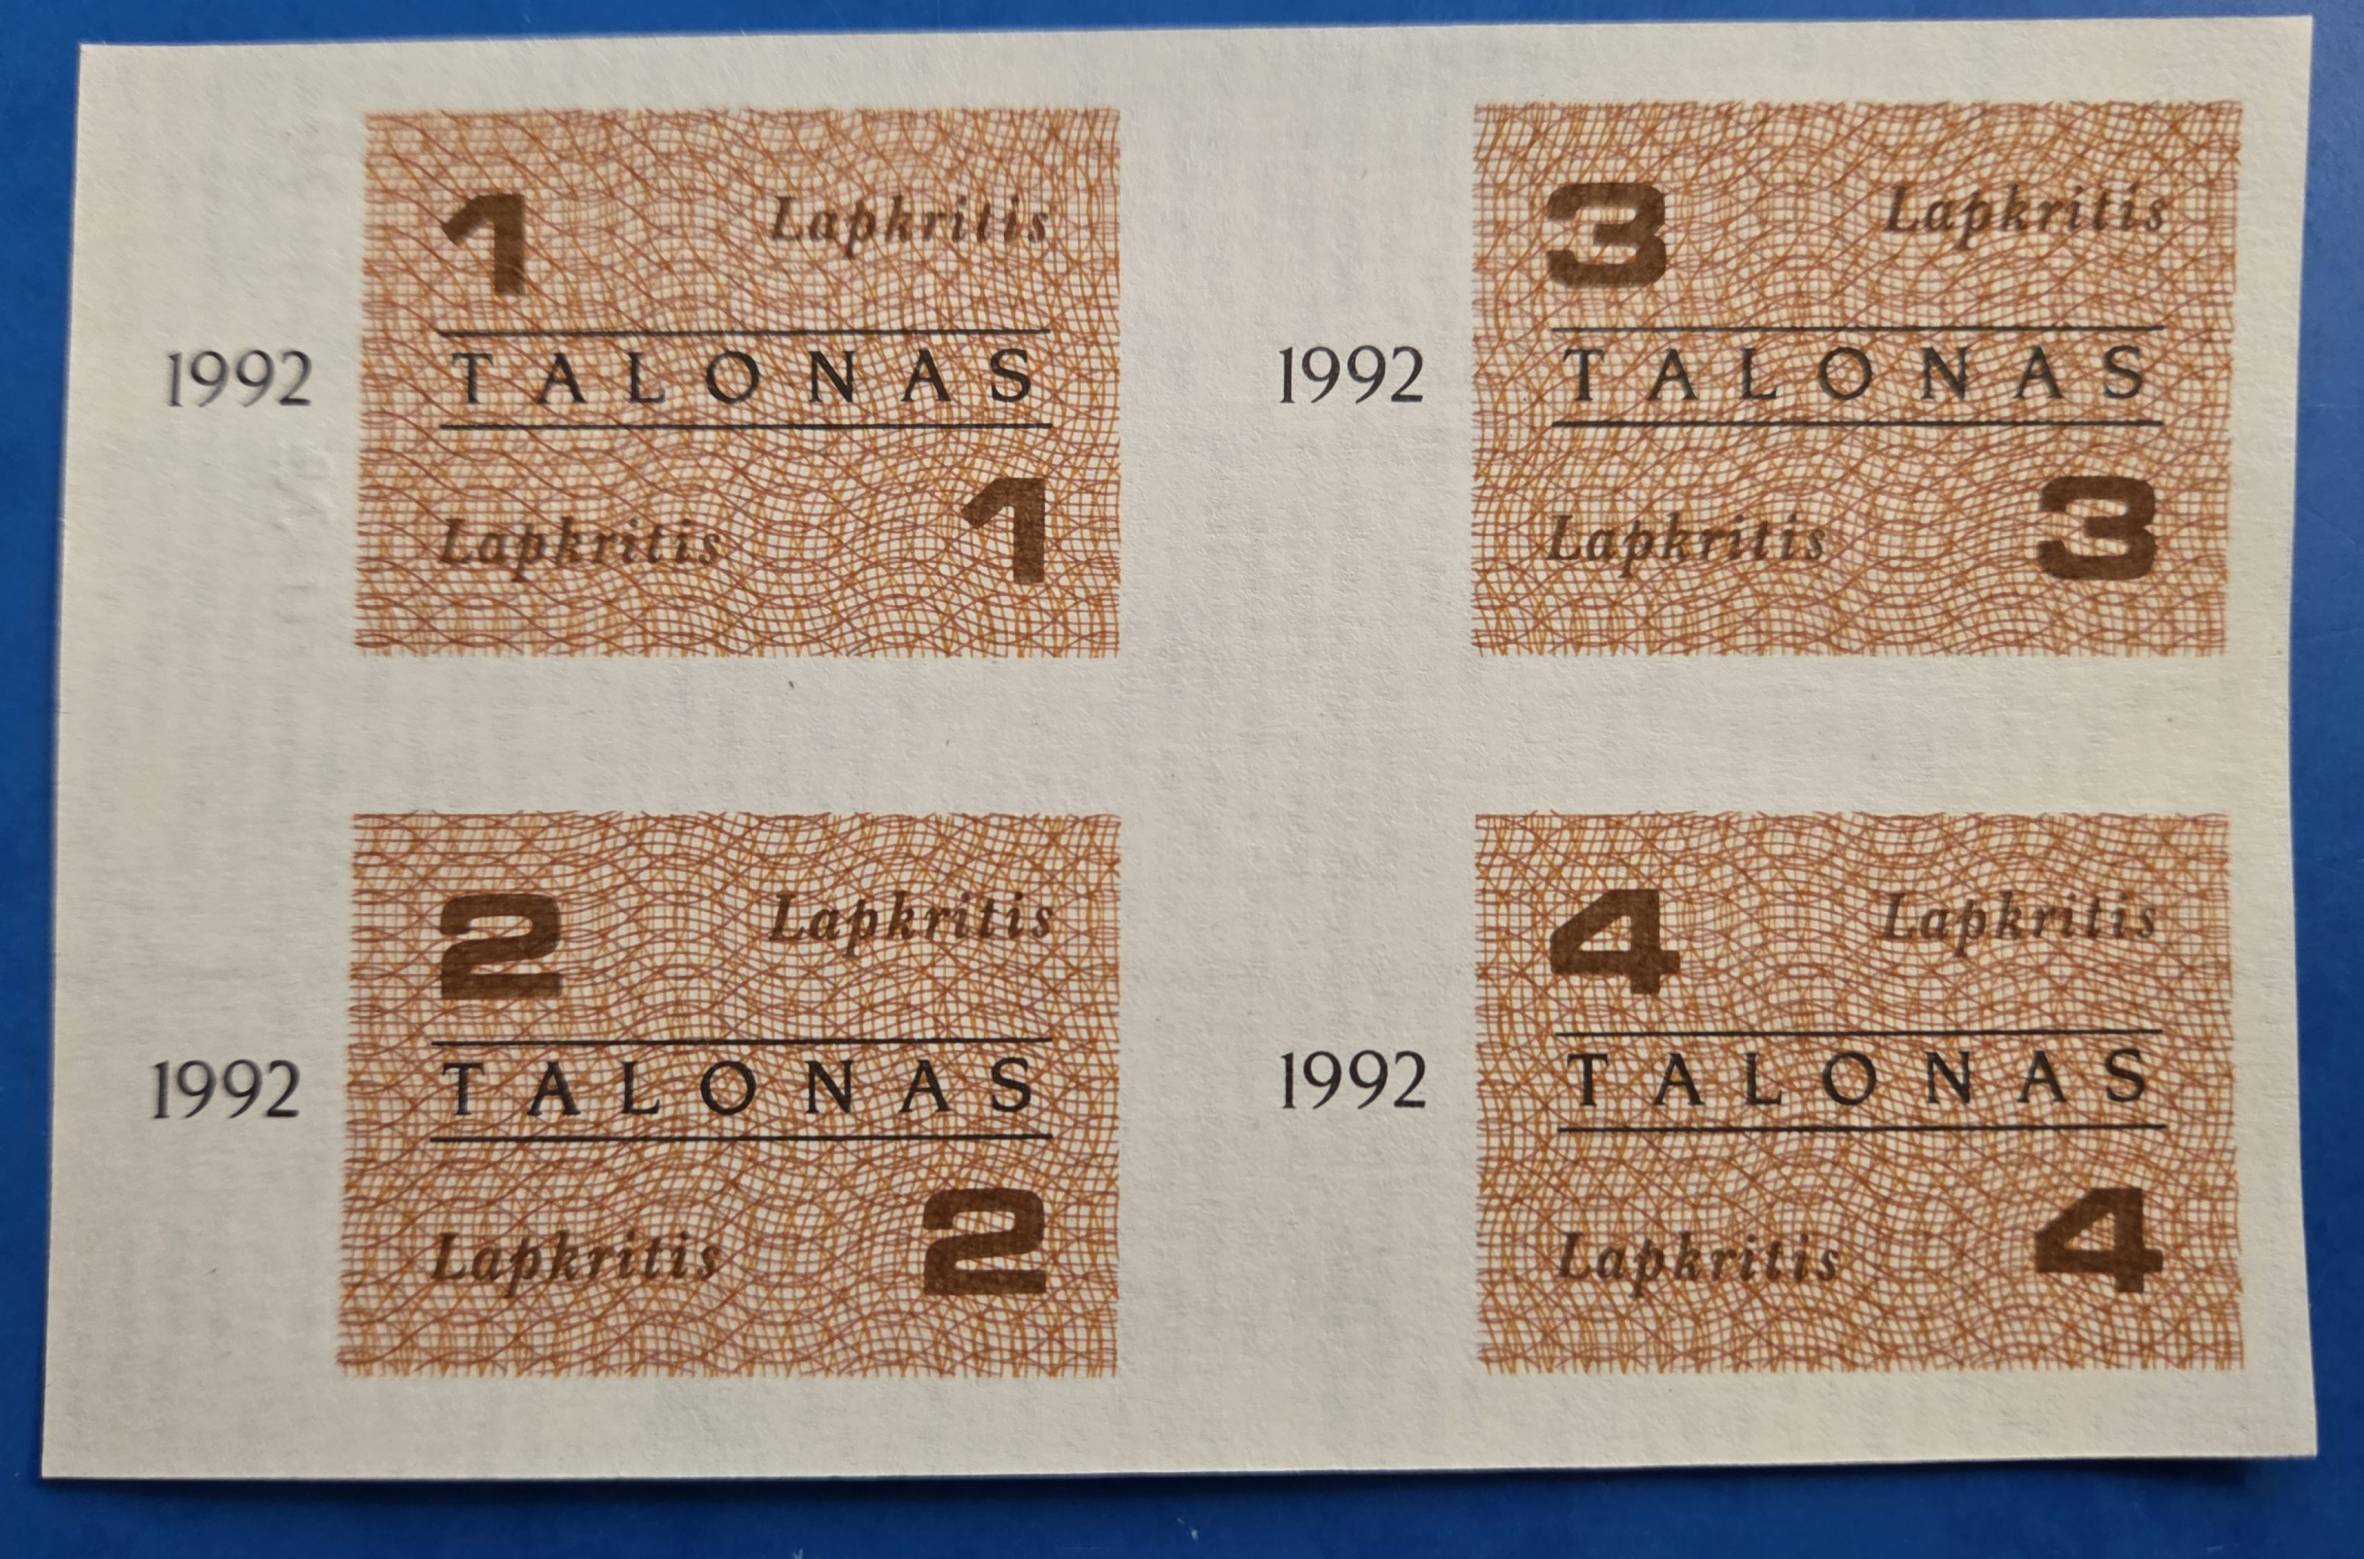 1 Lapkritis
1992 TALONAS
Lapkritis 1
3 Lapkritis
1992 TALONAS
Lapkritis 3
2 Lapkritis
1992 TALONAS
Lapkritis 2
4 Lapkritis
1992 TALONAS
Lapkritis 4